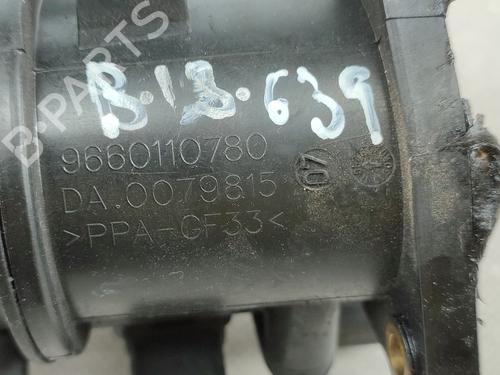 B-PARTS
B.13.639
9660110780
DA.0079815
>PPA-GF33<
07